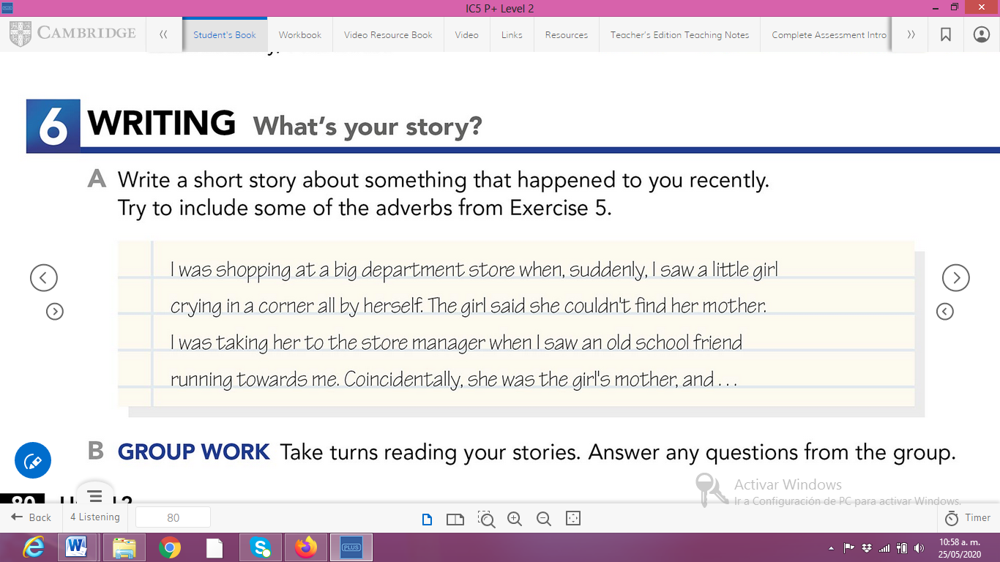 IC5 P+ Level 2
CAMBRIDGE
Student's Book
Workbook
Video Resource Book
Video
Links
Resources
Teacher's Edition Teaching Notes
Complete Assessment Intro
6 WRITING What's your story?
A Write a short story about something that happened to you recently.
Try to include some of the adverbs from Exercise 5.
I was shopping at a big department store when, suddenly, I saw a little girl
crying in a corner all by herself. The girl said she couldn't find her mother.
I was taking her to the store manager when I saw an old school friend
running towards me. Coincidentally, she was the girl's mother, and . . .
B GROUP WORK Take turns reading your stories. Answer any questions from the group.
Activar Windows
Ir a Configuración de PC para activar Windows.
80
Back
4 Listening
80
Timer
PLUS
10:58 a. m.
25/05/2020